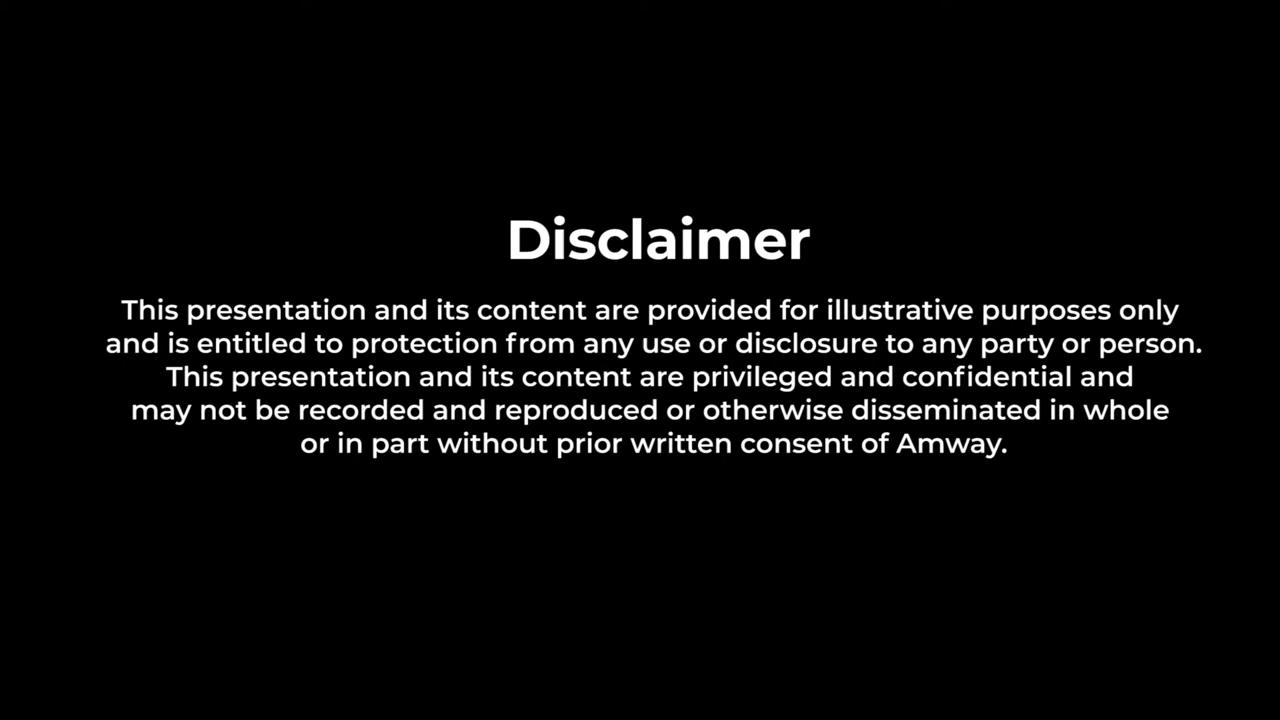 Disclaimer
This presentation and its content are provided for illustrative purposes only
and is entitled to protection from any use or disclosure to any party or person.
This presentation and its content are privileged and confidential and
may not be recorded and reproduced or otherwise disseminated in whole
or in part without prior written consent of Amway.